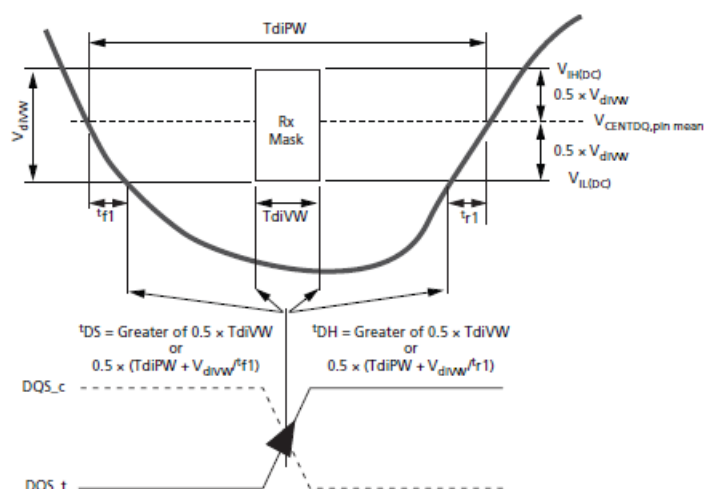 TdiPW
VdiVW
Rx
Mask
VIH(DC)
0.5 × VdiVW
VCENTDQ,pin mean
0.5 × VdiVW
VIL(DC)
tf1
TdiVW
tr1
tDS = Greater of 0.5 × TdiVW
or
0.5 × (TdiPW + VdiVW/tf1)
tDH = Greater of 0.5 × TdiVW
or
0.5 × (TdiPW + VdiVW/tr1)
DQS_c
DQS_t